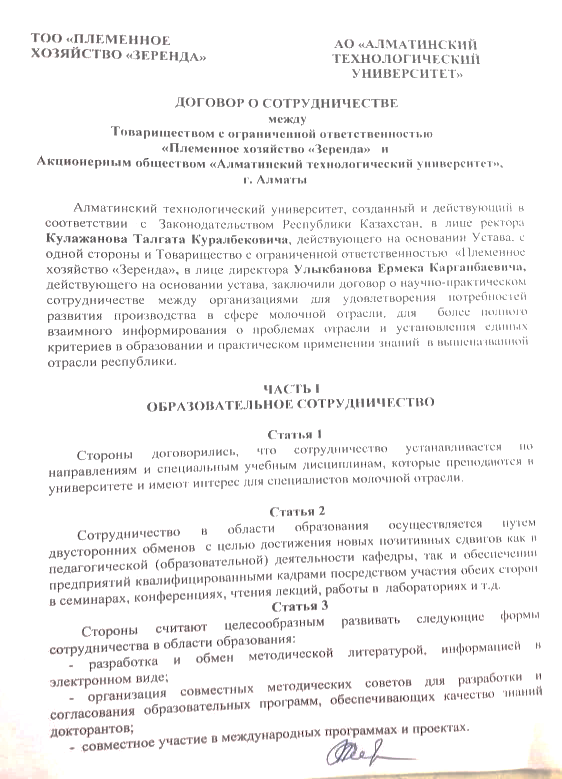 ТОО «ПЛЕМЕННОЕ
ХОЗЯЙСТВО «ЗЕРЕНДА»
АО «АЛМАТИНСКИЙ
ТЕХНОЛОГИЧЕСКИЙ
УНИВЕРСИТЕТ»
ДОГОВОР О СОТРУДНИЧЕСТВЕ
между
Товариществом с ограниченной ответственностью
«Племенное хозяйство «Зеренда» и
Акционерным обществом «Алматинский технологический университет»,
г. Алматы
Алматинский технологический университет, созданный и действующий в
соответствии с Законодательством Республики Казахстан, в лице ректора
Кулажанова Талгата Куралбековича, действующего на основании Устава, с
одной стороны и Товарищество с ограниченной ответственностью «Племенное
хозяйство «Зеренда», в лице директора Улыкбанова Ермека Карганбаевича,
действующего на основании устава, заключили договор о научно-практическом
сотрудничестве между организациями для удовлетворения потребностей
развития производства в сфере молочной отрасли, для более полного
взаимного информирования о проблемах отрасли и установления единых
критериев в образовании и практическом применении знаний в вышеназванной
отрасли республики.
ЧАСТЬ I
ОБРАЗОВАТЕЛЬНОЕ СОТРУДНИЧЕСТВО
Статья 1
Стороны договорились, что сотрудничество устанавливается по
направлениям и специальным учебным дисциплинам, которые преподаются в
университете и имеют интерес для специалистов молочной отрасли.
Статья 2
Сотрудничество в области образования осуществляется путем
двусторонних обменов с целью достижения новых позитивных сдвигов как в
педагогической (образовательной) деятельности кафедры, так и обеспечении
предприятий квалифицированными кадрами посредством участия обеих сторон
в семинарах, конференциях, чтения лекций, работы в лабораториях и т.д.
Статья 3
Стороны считают целесообразным развивать следующие формы
сотрудничества в области образования:
- разработка и обмен методической литературой, информацией в
электронном виде;
- организация совместных методических советов для разработки и
согласования образовательных программ, обеспечивающих качество знаний
докторантов;
- совместное участие в международных программах и проектах.